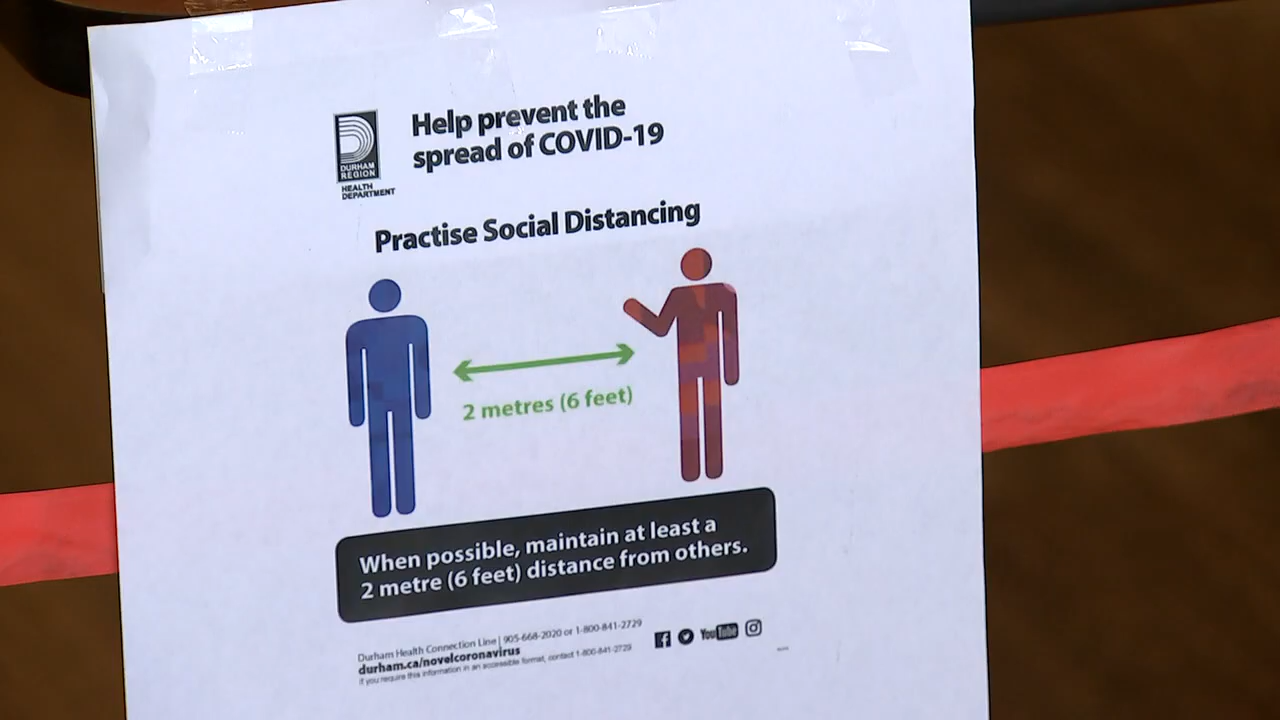 DURHAM
REGION
HEALTH
DEPARTMENT
Help prevent the
spread of COVID-19
Practise Social Distancing
2 metres (6 feet)
When possible, maintain at least a
2 metre (6 feet) distance from others.
Durham Health Connection Line | 905-668-2020 or 1-800-841-2729
durham.ca/novelcoronavirus
If you require this information in an accessible format, contact 1-800-841-2729
YouTube